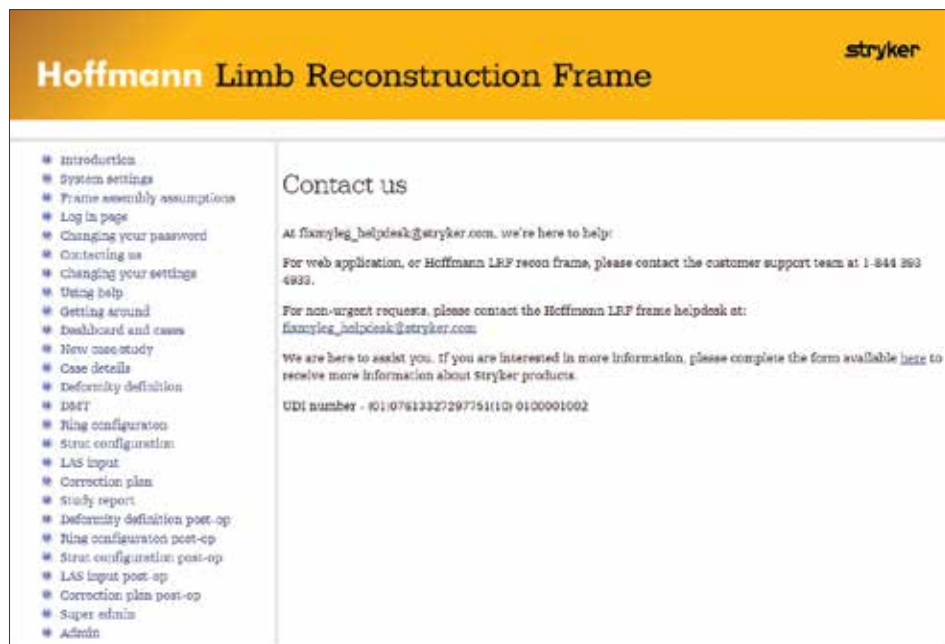 stryker
Hoffmann Limb Reconstruction Frame
Introduction
System settings
Frame assembly assumptions
Log in page
Changing your password
Contacting us
Changing your settings
Using help
Getting around
Dashboard and cases
New case study
Case details
Deformity definition
DMT
Ring configuraton
Strut configuration
LAS input
Correction plan
Study report
Deformity definition post-op
Ring configuraton post-op
Strut configuration post-op
LAS input post-op
Correction plan post-op
Super admin
Admin
Contact us
At fixmyleg_helpdesk@stryker.com, we're here to help:
For web application, or Hoffmann LRF recon frame, please contact the customer support team at 1-844 393
4933.
For non-urgent requests, please contact the Hoffmann LRF frame helpdesk at:
fixmyleg_helpdesk@stryker.com
We are here to assist you. If you are interested in more information, please complete the form available here to
receive more information about Stryker products.
UDI number - (01)07613327297751(10) 0100001002